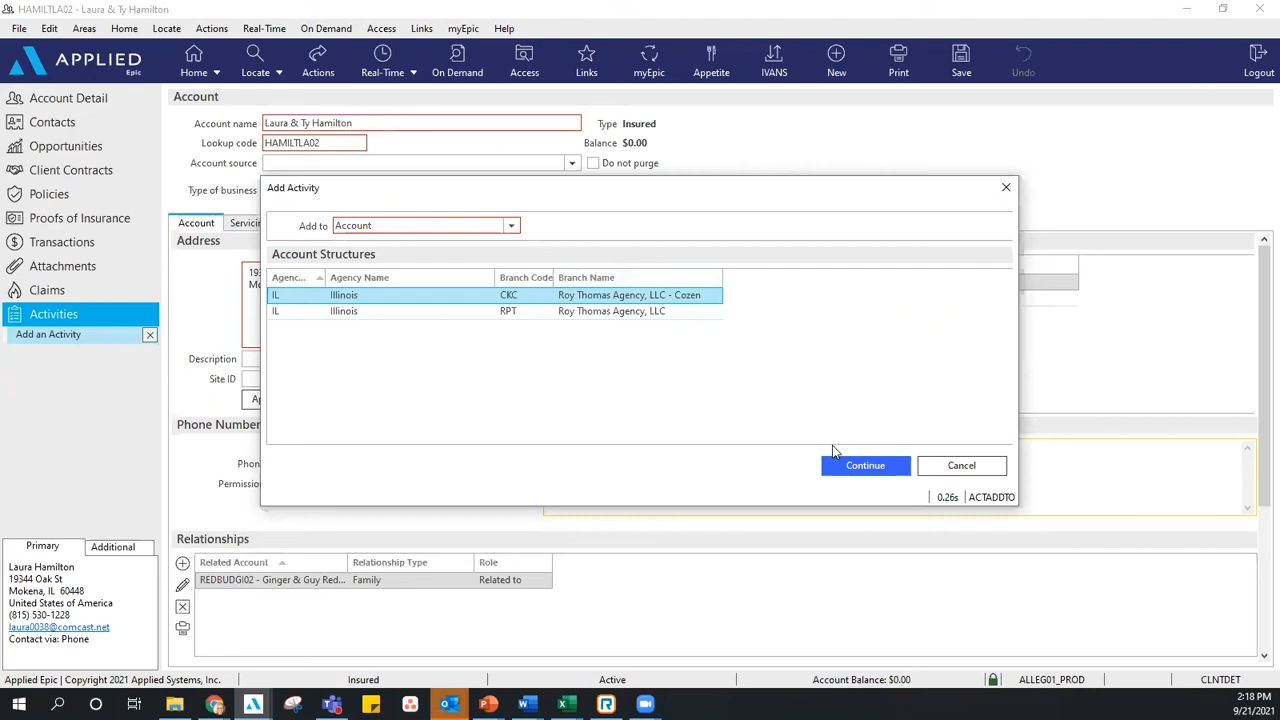 HAMILTLA02 - Laura & Ty Hamilton
File Edit Areas Home Locate Actions Real-Time On Demand Access Links myEpic Help
APPLIED
Epic
Home Locate Actions Real-Time On Demand Access Links myEpic Appetite IVANS New Print Save Undo Logout
Account Detail
Contacts
Opportunities
Client Contracts
Policies
Proofs of Insurance
Transactions
Attachments
Claims
Activities
Add an Activity
Account
Account name Laura & Ty Hamilton Type Insured
Lookup code HAMILTLA02 Balance $0.00
Account source Do not purge
Type of business
Account Servicin
Address
193
Mo
Description
Site ID
Ap
Phone Number
Phon
Permissio
Add Activity
Add to Account
Account Structures
Agenc... Agency Name Branch Code Branch Name
IL Illinois CKC Roy Thomas Agency, LLC - Cozen
IL Illinois RPT Roy Thomas Agency, LLC
Continue Cancel
0.26s ACTADDTO
Relationships
Related Account Relationship Type Role
REDBUDGI02 - Ginger & Guy Red... Family Related to
Primary Additional
Laura Hamilton
19344 Oak St
Mokena, IL 60448
United States of America
(815) 530-1228
laura0038@comcast.net
Contact via: Phone
Applied Epic | Copyright 2021 Applied Systems, Inc. Insured Active Account Balance: $0.00 ALLEG01_PROD CLNTDET
2:18 PM
9/21/2021